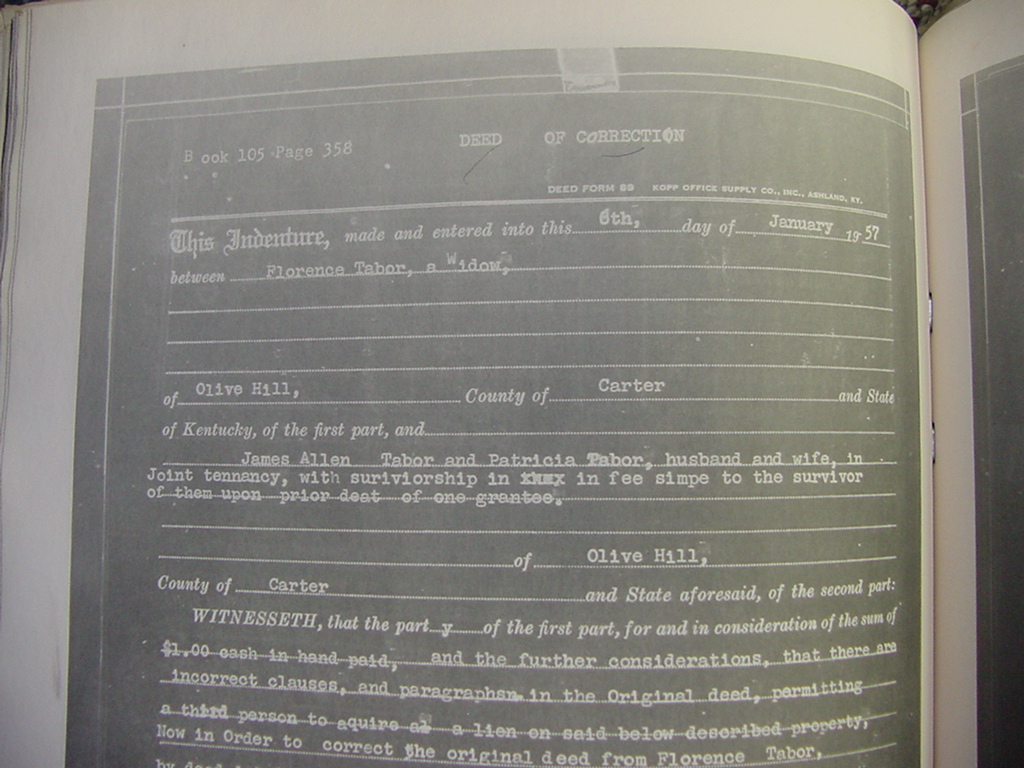 Book 105 Page 358
DEED OF CORRECTION
DEED FORM 89 KOPP OFFICE SUPPLY CO., INC., ASHLAND, KY.
This Indenture, made and entered into this 6th, day of January 1957
between Florence Tabor, a Widow,
of Olive Hill, County of Carter and State
of Kentucky, of the first part, and
James Allen Tabor and Patricia Tabor, husband and wife, in
Joint tennancy, with suriviorship in in fee simpe to the survivor
of them upon prior deat of one grantee.
of Olive Hill,
County of Carter and State aforesaid, of the second part:
WITNESSETH, that the part y of the first part, for and in consideration of the sum of
$1.00 cash in hand paid, and the further considerations, that there are
incorrect clauses, and paragraphs in the Original deed, permitting
a third person to aquire a lien on said below described property,
Now in Order to correct the original deed from Florence Tabor,